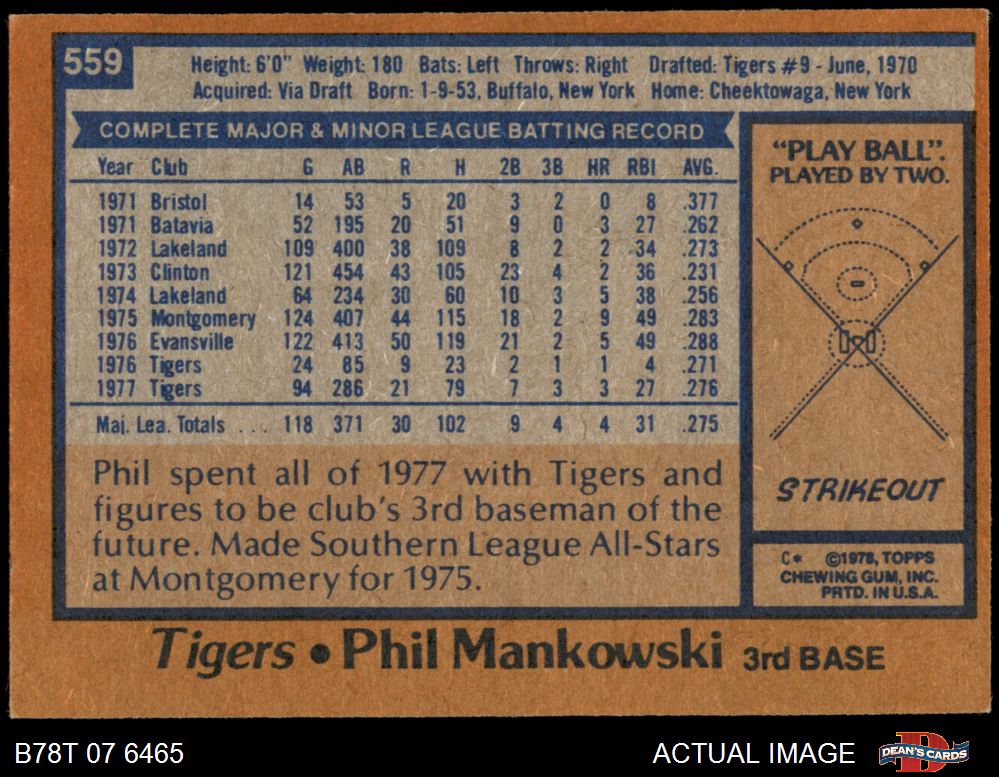 559
Height: 6'0" Weight: 180 Bats: Left Throws: Right Drafted: Tigers #9 - June, 1970
Acquired: Via Draft Born: 1-9-53, Buffalo, New York Home: Cheektowaga, New York
COMPLETE MAJOR & MINOR LEAGUE BATTING RECORD
Year Club G AB R H 2B 3B HR RBI AVG.
1971 Bristol 14 53 5 20 3 2 0 8 .377
1971 Batavia 52 195 20 51 9 0 3 27 .262
1972 Lakeland 109 400 38 109 8 2 2 34 .273
1973 Clinton 121 454 43 105 23 4 2 36 .231
1974 Lakeland 64 234 30 60 10 3 5 38 .256
1975 Montgomery 124 407 44 115 18 2 9 49 .283
1976 Evansville 122 413 50 119 21 2 5 49 .288
1976 Tigers 24 85 9 23 2 1 1 4 .271
1977 Tigers 94 286 21 79 7 3 3 27 .276
Maj. Lea. Totals ... 118 371 30 102 9 4 4 31 .275
Phil spent all of 1977 with Tigers and
figures to be club's 3rd baseman of the
future. Made Southern League All-Stars
at Montgomery for 1975.
"PLAY BALL".
PLAYED BY TWO.
STRIKEOUT
C* ©1978, TOPPS
CHEWING GUM, INC.
PRTD. IN U.S.A.
Tigers • Phil Mankowski 3rd BASE
B78T 07 6465
ACTUAL IMAGE
DEAN'S CARDS